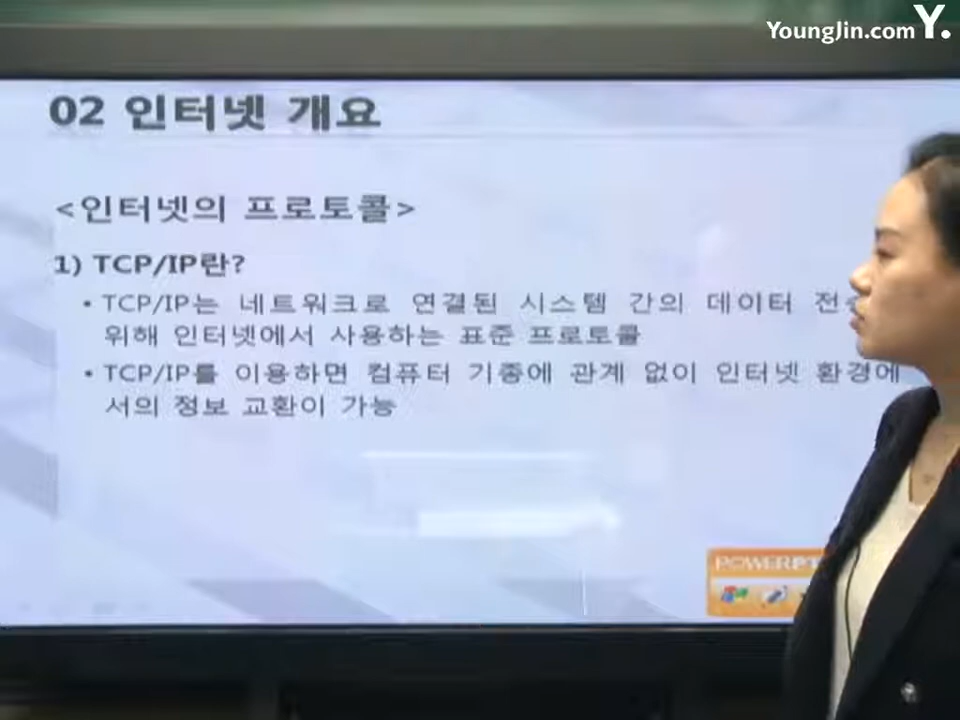 YoungJin.com Y.
02 인터넷 개요
<인터넷의 프로토콜>
1) TCP/IP란?
• TCP/IP는 네트워크로 연결된 시스템 간의 데이터
위해 인터넷에서 사용하는 표준 프로토콜
• TCP/IP를 이용하면 컴퓨터 기종에 관계 없이 인터넷 환경에
서의 정보 교환이 가능